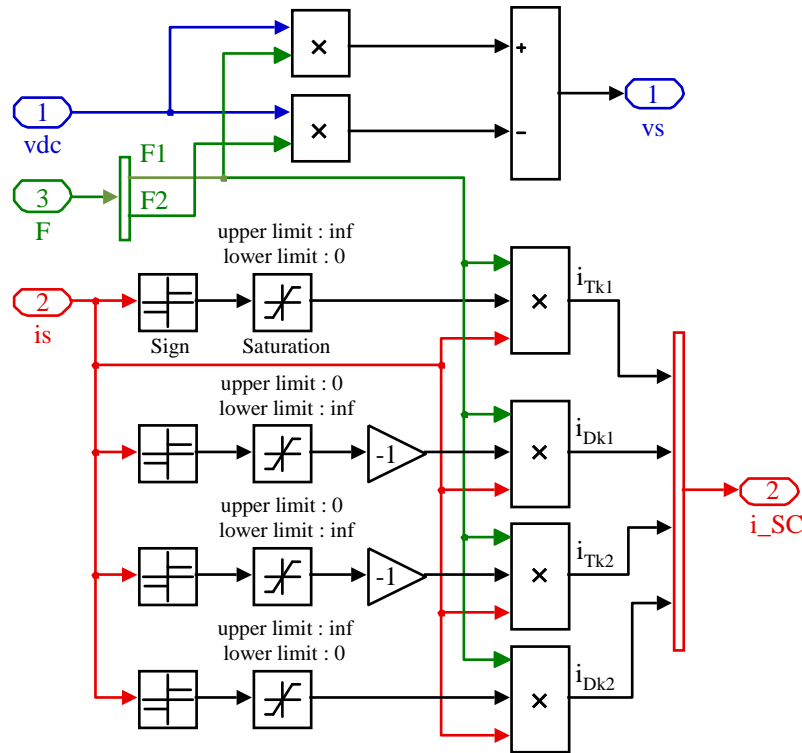 ×
+
1
vdc
×
−
1
vs
F1
3
F
F2
upper limit : inf
lower limit : 0
2
is
Sign
Saturation
×
i_Tk1
upper limit : 0
lower limit : inf
-1
×
i_Dk1
2
i_SC
upper limit : 0
lower limit : inf
-1
×
i_Tk2
upper limit : inf
lower limit : 0
×
i_Dk2